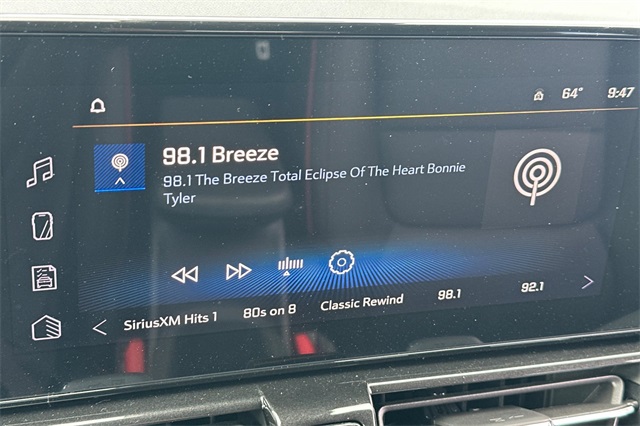 64° 9:47
98.1 Breeze
98.1 The Breeze Total Eclipse Of The Heart Bonnie
Tyler
SiriusXM Hits 1 80s on 8 Classic Rewind 98.1 92.1